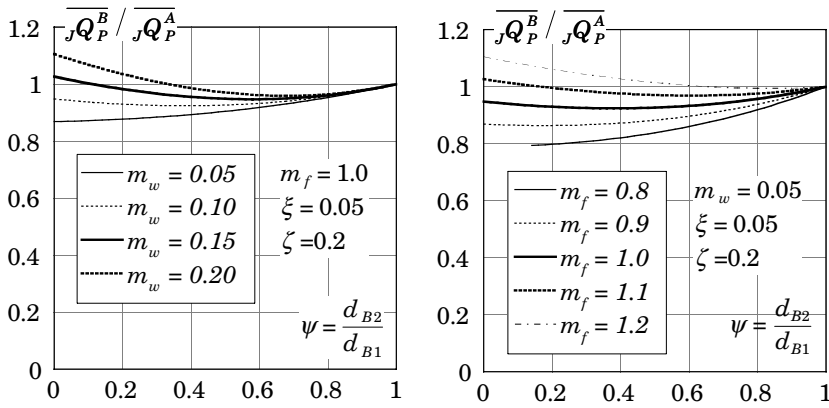 JQ_P^B / JQ_P^A
1.2
1
0.8
0.6
0.4
0.2
0
0 0.2 0.4 0.6 0.8 1
m_w = 0.05
m_w = 0.10
m_w = 0.15
m_w = 0.20
m_f = 1.0
ξ = 0.05
ζ =0.2
ψ = d_B2 / d_B1
JQ_P^B / JQ_P^A
1.2
1
0.8
0.6
0.4
0.2
0
0 0.2 0.4 0.6 0.8 1
m_f = 0.8
m_f = 0.9
m_f = 1.0
m_f = 1.1
m_f = 1.2
m_w = 0.05
ξ = 0.05
ζ =0.2
ψ = d_B2 / d_B1